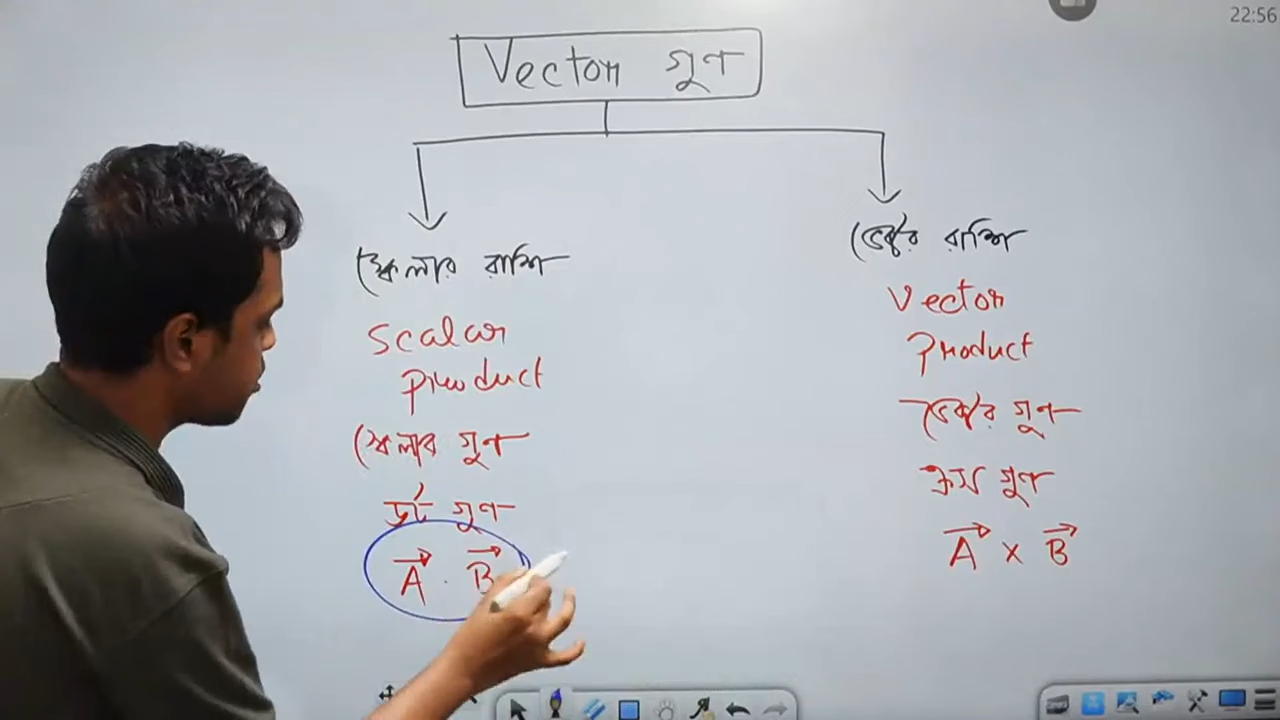 22:56
Vector গুণ
স্কেলার রাশি
Scalar
product
স্কেলার গুণ
ডট গুণ
A⃗ . B⃗
ভেক্টর রাশি
Vector
Product
ভেক্টর গুণ
ক্রস গুণ
A⃗ × B⃗